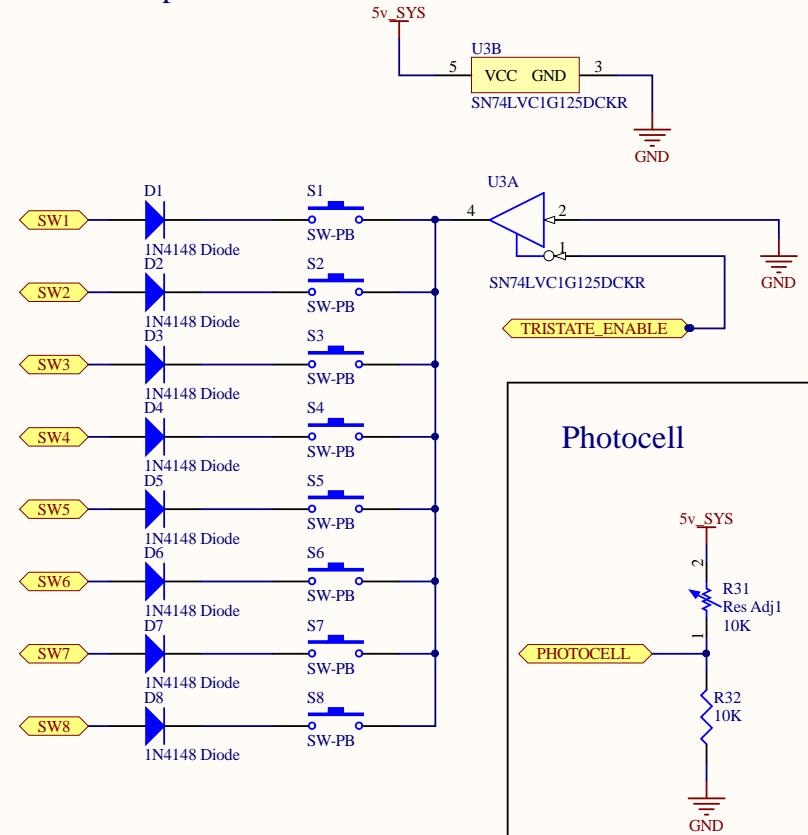 5v_SYS
U3B
5 VCC GND 3
SN74LVC1G125DCKR
GND
D1 S1 U3A
SW1 4 2
1N4148 Diode SW-PB 1
D2 S2 SN74LVC1G125DCKR GND
SW2
1N4148 Diode SW-PB TRISTATE_ENABLE
D3 S3
SW3
1N4148 Diode SW-PB
D4 S4
SW4
1N4148 Diode SW-PB
D5 S5
SW5
1N4148 Diode SW-PB
D6 S6
SW6
1N4148 Diode SW-PB
D7 S7
SW7
1N4148 Diode SW-PB
D8 S8
SW8
1N4148 Diode SW-PB
Photocell
5v_SYS
2
R31
Res Adj1
10K
1
PHOTOCELL
R32
10K
GND